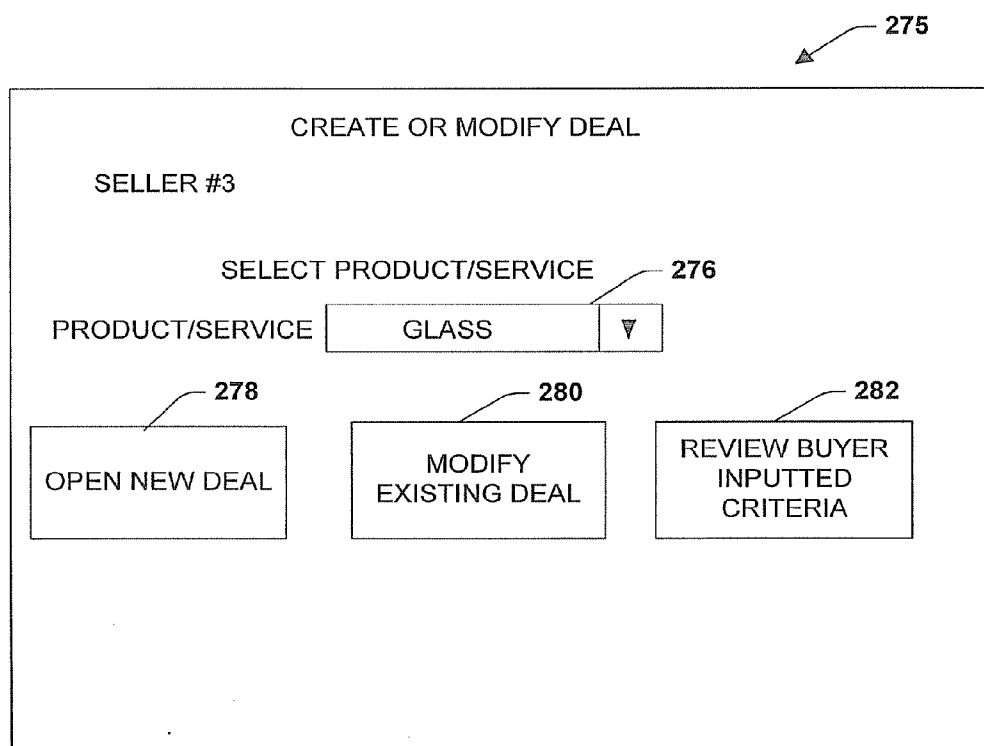 275
CREATE OR MODIFY DEAL
SELLER #3
SELECT PRODUCT/SERVICE
276
PRODUCT/SERVICE
GLASS
278
280
282
OPEN NEW DEAL
MODIFY
EXISTING DEAL
REVIEW BUYER
INPUTTED
CRITERIA